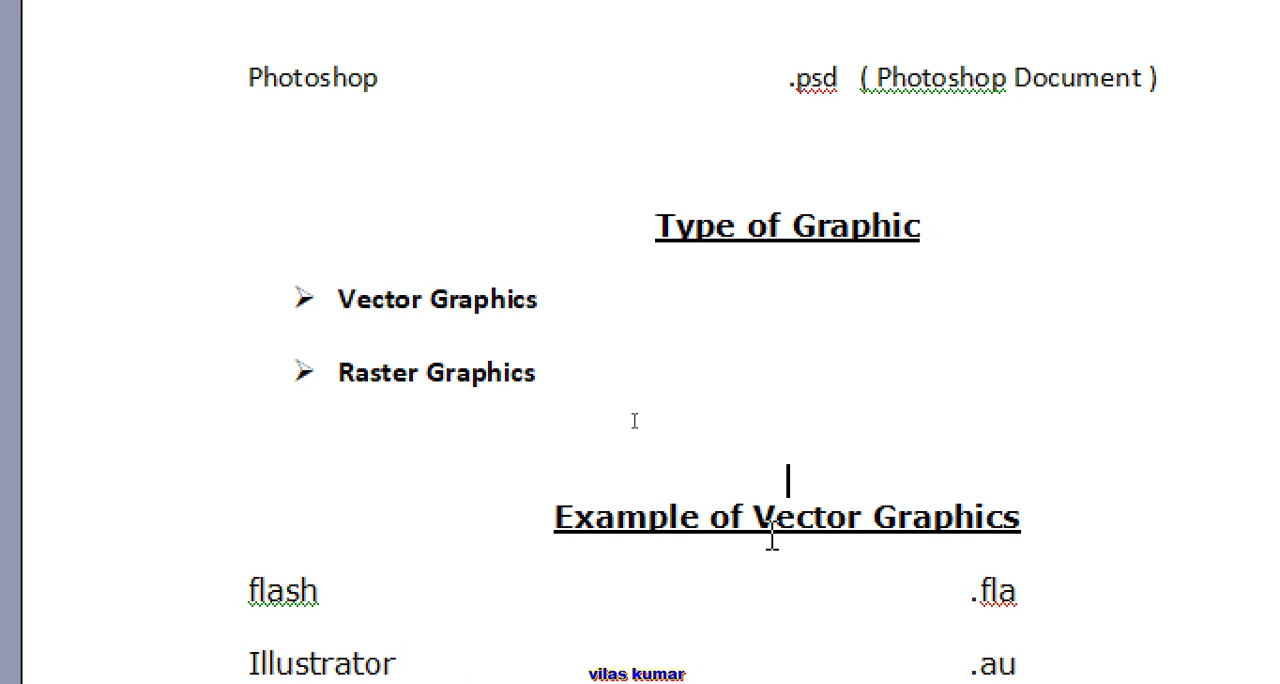 Photoshop .psd ( Photoshop Document )
Type of Graphic
➢ Vector Graphics
➢ Raster Graphics
Example of Vector Graphics
flash .fla
Illustrator .au
vilas kumar